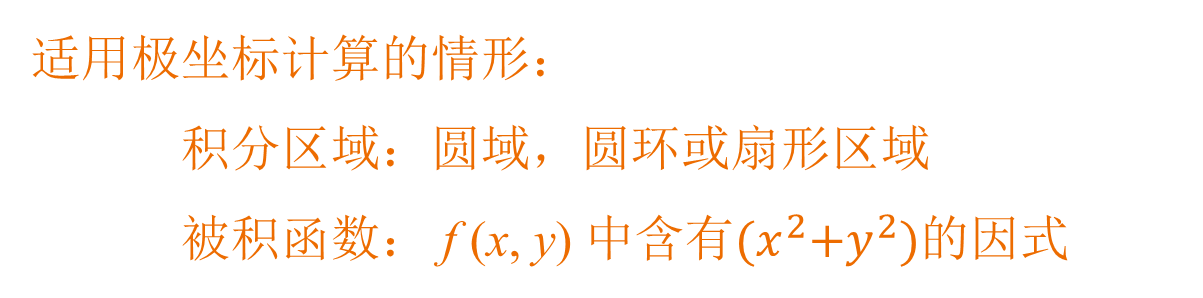 适用极坐标计算的情形：
积分区域：圆域，圆环或扇形区域
被积函数： f (x, y) 中含有(x²+y²)的因式